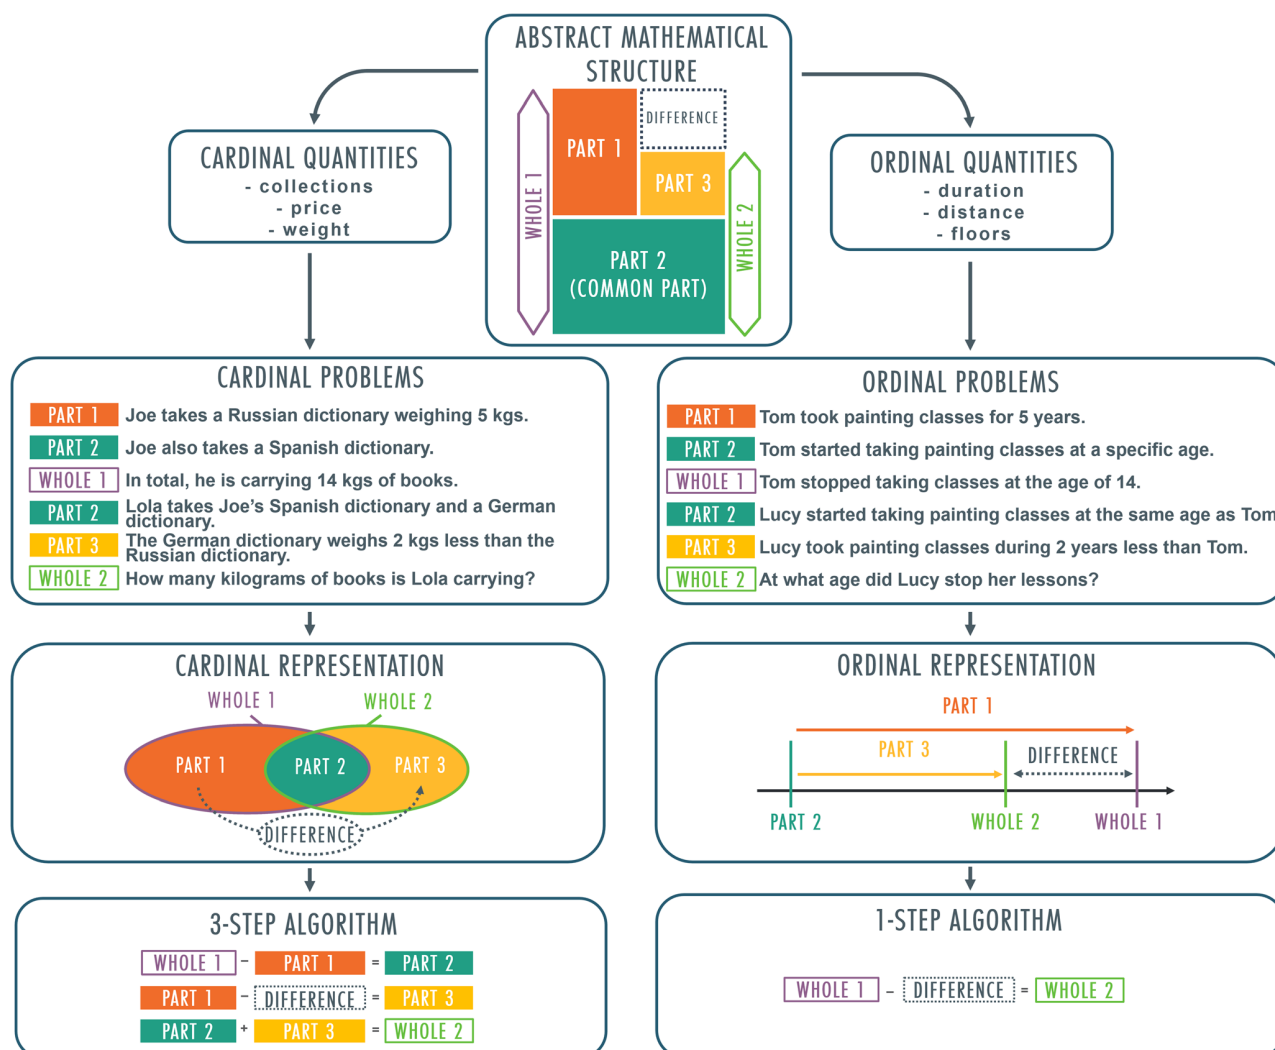 ABSTRACT MATHEMATICAL
STRUCTURE
DIFFERENCE
PART 1
PART 3
WHOLE 1
WHOLE 2
PART 2
(COMMON PART)
CARDINAL QUANTITIES
- collections
- price
- weight
ORDINAL QUANTITIES
- duration
- distance
- floors
CARDINAL PROBLEMS
PART 1 Joe takes a Russian dictionary weighing 5 kgs.
PART 2 Joe also takes a Spanish dictionary.
WHOLE 1 In total, he is carrying 14 kgs of books.
PART 2 Lola takes Joe's Spanish dictionary and a German
dictionary.
PART 3 The German dictionary weighs 2 kgs less than the
Russian dictionary.
WHOLE 2 How many kilograms of books is Lola carrying?
ORDINAL PROBLEMS
PART 1 Tom took painting classes for 5 years.
PART 2 Tom started taking painting classes at a specific age.
WHOLE 1 Tom stopped taking classes at the age of 14.
PART 2 Lucy started taking painting classes at the same age as Tom
PART 3 Lucy took painting classes during 2 years less than Tom.
WHOLE 2 At what age did Lucy stop her lessons?
CARDINAL REPRESENTATION
WHOLE 1
WHOLE 2
PART 1
PART 2
PART 3
DIFFERENCE
ORDINAL REPRESENTATION
PART 1
PART 3
DIFFERENCE
PART 2
WHOLE 2
WHOLE 1
3-STEP ALGORITHM
WHOLE 1 - PART 1 = PART 2
PART 1 - DIFFERENCE = PART 3
PART 2 + PART 3 = WHOLE 2
1-STEP ALGORITHM
WHOLE 1 - DIFFERENCE = WHOLE 2